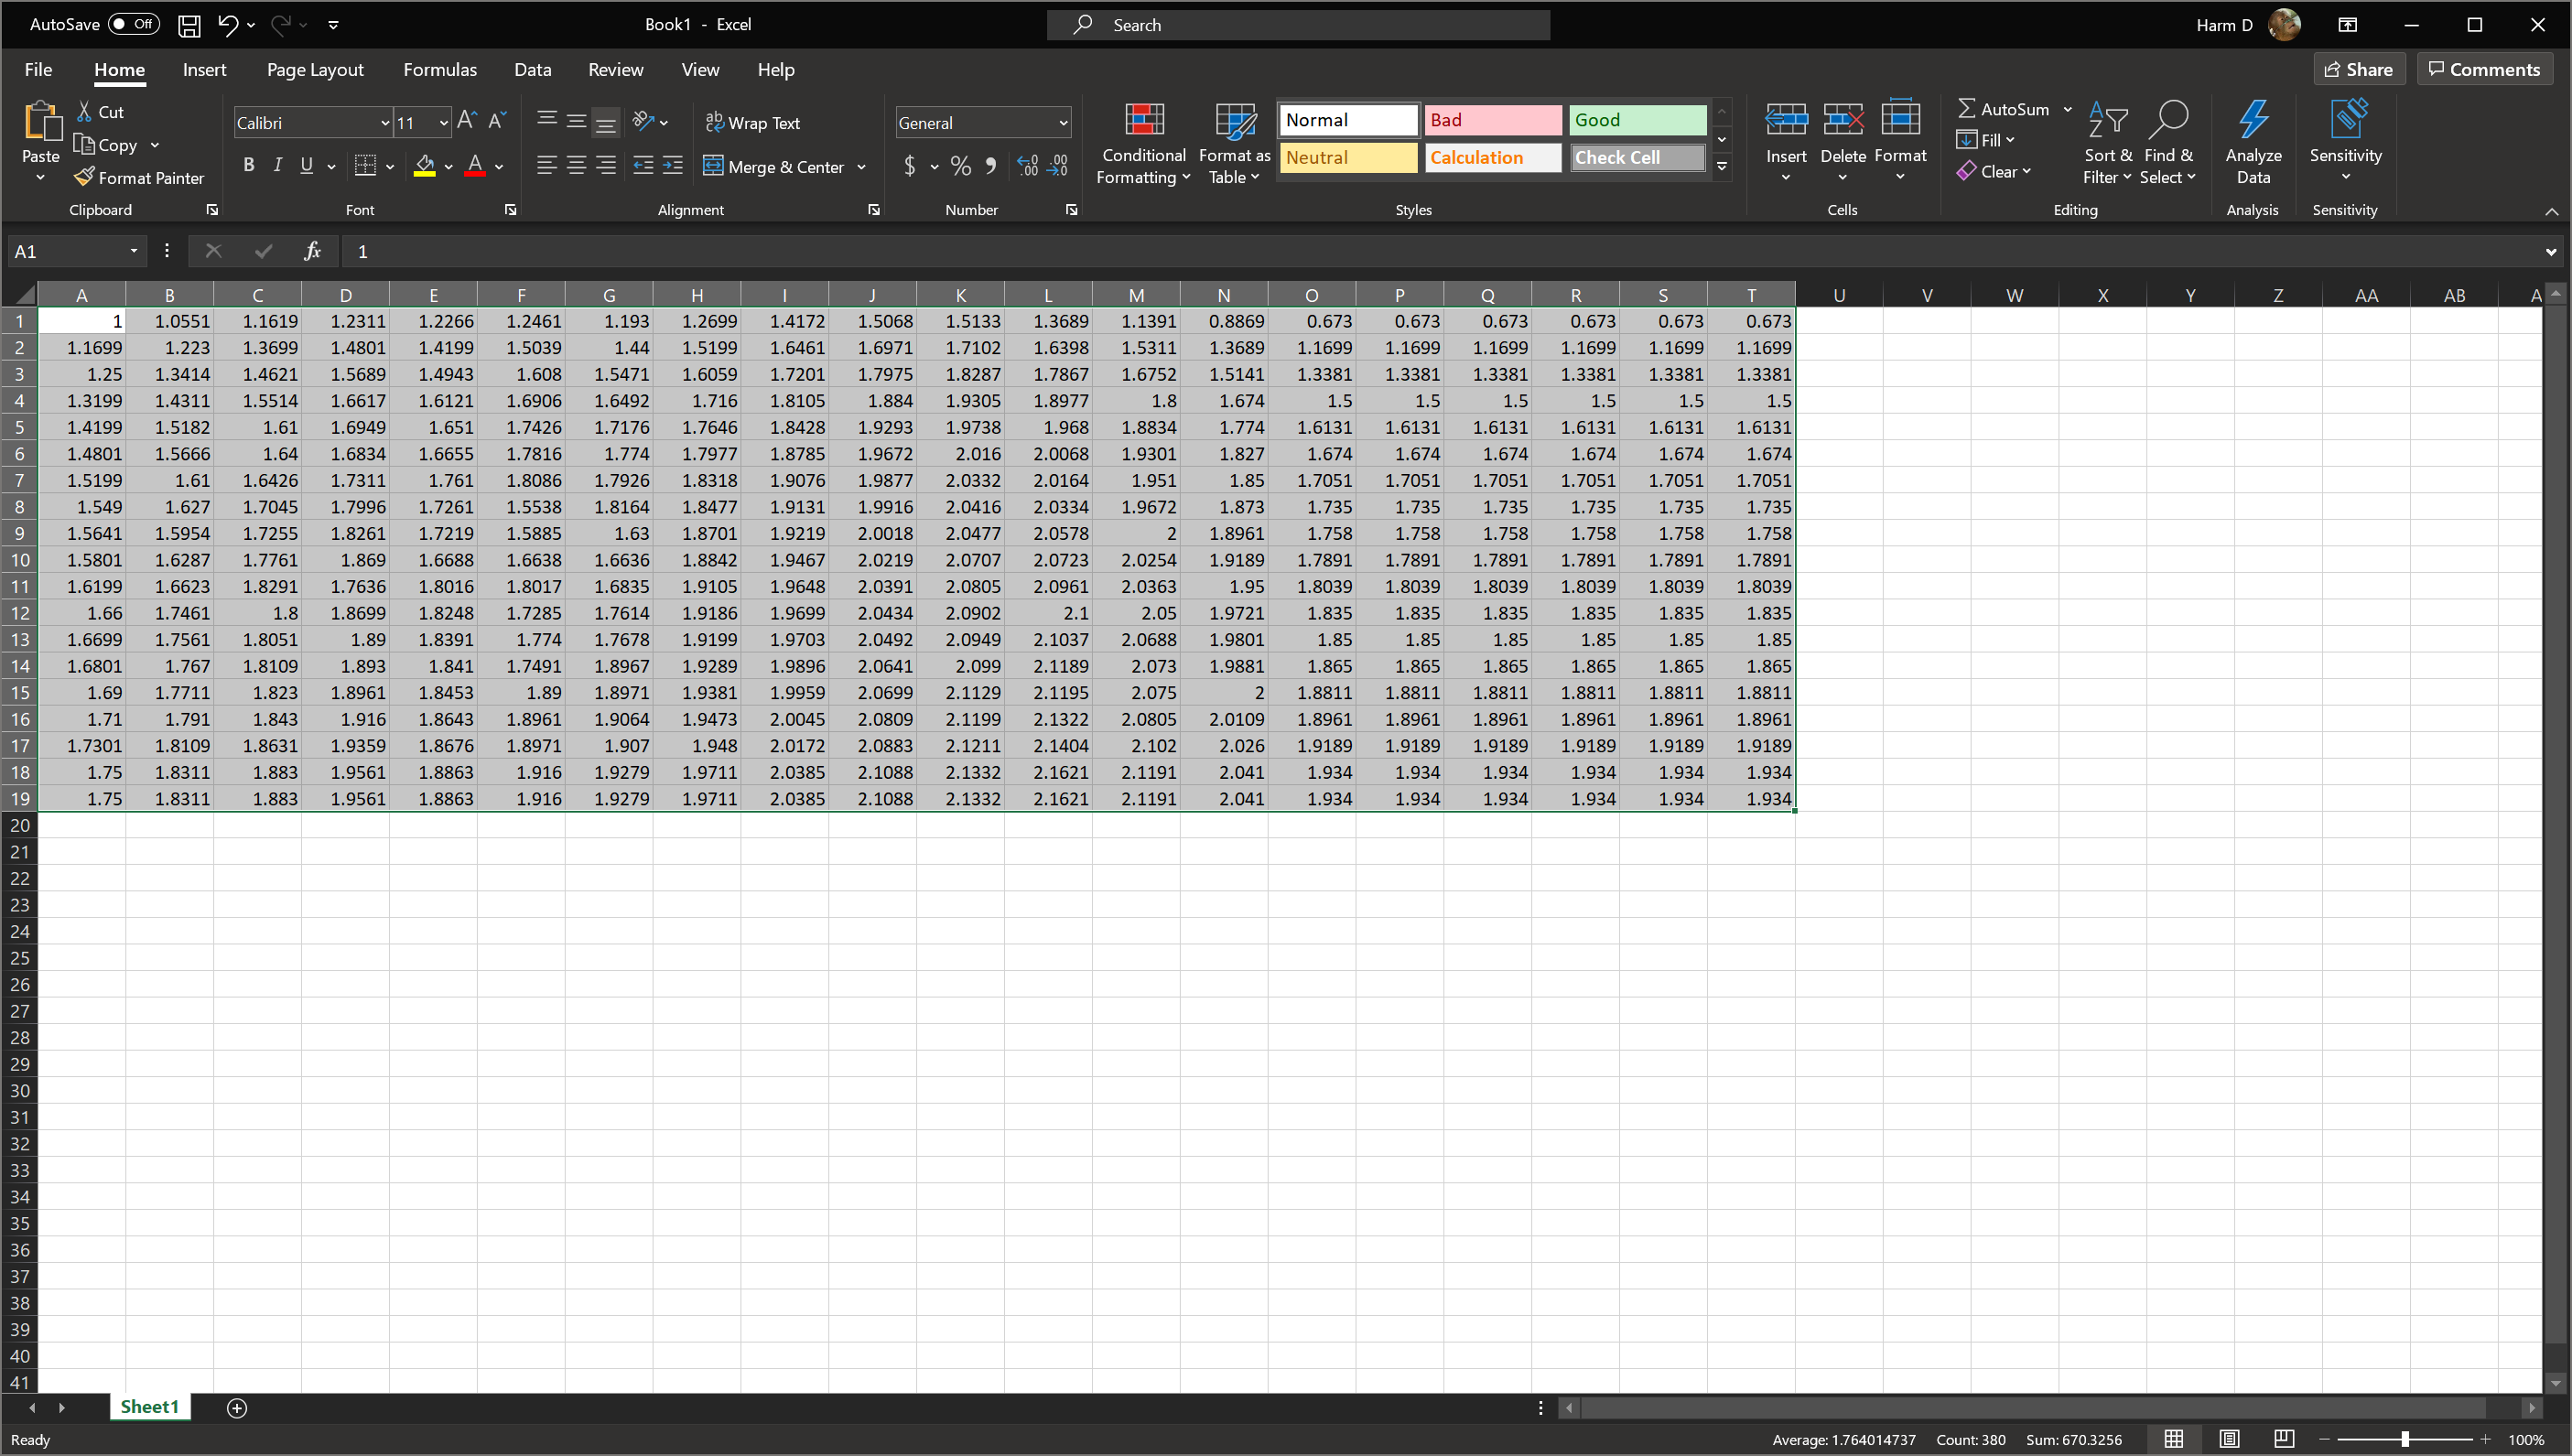 AutoSave Off Book1 - Excel Search Harm D
File Home Insert Page Layout Formulas Data Review View Help Share Comments
Paste Cut Copy Format Painter Clipboard
Calibri 11 B I U A Font
ab c Wrap Text Merge & Center Alignment
General $ % 9 .00 Number
Conditional Formatting Format as Table Normal Bad Good Neutral Calculation Check Cell Styles
Insert Delete Format Cells
AutoSum Fill Clear Sort & Filter Find & Select Editing
Analyze Data Analysis
Sensitivity Sensitivity
A1 fx 1
A B C D E F G H I J K L M N O P Q R S T U V W X Y Z AA AB A
1 1 1.0551 1.1619 1.2311 1.2266 1.2461 1.193 1.2699 1.4172 1.5068 1.5133 1.3689 1.1391 0.8869 0.673 0.673 0.673 0.673 0.673 0.673
2 1.1699 1.223 1.3699 1.4801 1.4199 1.5039 1.44 1.5199 1.6461 1.6971 1.7102 1.6398 1.5311 1.3689 1.1699 1.1699 1.1699 1.1699 1.1699 1.1699
3 1.25 1.3414 1.4621 1.5689 1.4943 1.608 1.5471 1.6059 1.7201 1.7975 1.8287 1.7867 1.6752 1.5141 1.3381 1.3381 1.3381 1.3381 1.3381 1.3381
4 1.3199 1.4311 1.5514 1.6617 1.6121 1.6906 1.6492 1.716 1.8105 1.884 1.9305 1.8977 1.8 1.674 1.5 1.5 1.5 1.5 1.5 1.5
5 1.4199 1.5182 1.61 1.6949 1.651 1.7426 1.7176 1.7646 1.8428 1.9293 1.9738 1.968 1.8834 1.774 1.6131 1.6131 1.6131 1.6131 1.6131 1.6131
6 1.4801 1.5666 1.64 1.6834 1.6655 1.7816 1.774 1.7977 1.8785 1.9672 2.016 2.0068 1.9301 1.827 1.674 1.674 1.674 1.674 1.674 1.674
7 1.5199 1.61 1.6426 1.7311 1.761 1.8086 1.7926 1.8318 1.9076 1.9877 2.0332 2.0164 1.951 1.85 1.7051 1.7051 1.7051 1.7051 1.7051 1.7051
8 1.549 1.627 1.7045 1.7996 1.7261 1.5538 1.8164 1.8477 1.9131 1.9916 2.0416 2.0334 1.9672 1.873 1.735 1.735 1.735 1.735 1.735 1.735
9 1.5641 1.5954 1.7255 1.8261 1.7219 1.5885 1.63 1.8701 1.9219 2.0018 2.0477 2.0578 2 1.8961 1.758 1.758 1.758 1.758 1.758 1.758
10 1.5801 1.6287 1.7761 1.869 1.6688 1.6638 1.6636 1.8842 1.9467 2.0219 2.0707 2.0723 2.0254 1.9189 1.7891 1.7891 1.7891 1.7891 1.7891 1.7891
11 1.6199 1.6623 1.8291 1.7636 1.8016 1.8017 1.6835 1.9105 1.9648 2.0391 2.0805 2.0961 2.0363 1.95 1.8039 1.8039 1.8039 1.8039 1.8039 1.8039
12 1.66 1.7461 1.8 1.8699 1.8248 1.7285 1.7614 1.9186 1.9699 2.0434 2.0902 2.1 2.05 1.9721 1.835 1.835 1.835 1.835 1.835 1.835
13 1.6699 1.7561 1.8051 1.89 1.8391 1.774 1.7678 1.9199 1.9703 2.0492 2.0949 2.1037 2.0688 1.9801 1.85 1.85 1.85 1.85 1.85 1.85
14 1.6801 1.767 1.8109 1.893 1.841 1.7491 1.8967 1.9289 1.9896 2.0641 2.099 2.1189 2.073 1.9881 1.865 1.865 1.865 1.865 1.865 1.865
15 1.69 1.7711 1.823 1.8961 1.8453 1.89 1.8971 1.9381 1.9959 2.0699 2.1129 2.1195 2.075 2 1.8811 1.8811 1.8811 1.8811 1.8811 1.8811
16 1.71 1.791 1.843 1.916 1.8643 1.8961 1.9064 1.9473 2.0045 2.0809 2.1199 2.1322 2.0805 2.0109 1.8961 1.8961 1.8961 1.8961 1.8961 1.8961
17 1.7301 1.8109 1.8631 1.9359 1.8676 1.8971 1.907 1.948 2.0172 2.0883 2.1211 2.1404 2.102 2.026 1.9189 1.9189 1.9189 1.9189 1.9189 1.9189
18 1.75 1.8311 1.883 1.9561 1.8863 1.916 1.9279 1.9711 2.0385 2.1088 2.1332 2.1621 2.1191 2.041 1.934 1.934 1.934 1.934 1.934 1.934
19 1.75 1.8311 1.883 1.9561 1.8863 1.916 1.9279 1.9711 2.0385 2.1088 2.1332 2.1621 2.1191 2.041 1.934 1.934 1.934 1.934 1.934 1.934
20
21
22
23
24
25
26
27
28
29
30
31
32
33
34
35
36
37
38
39
40
41
Sheet1
Ready Average: 1.764014737 Count: 380 Sum: 670.3256 100%